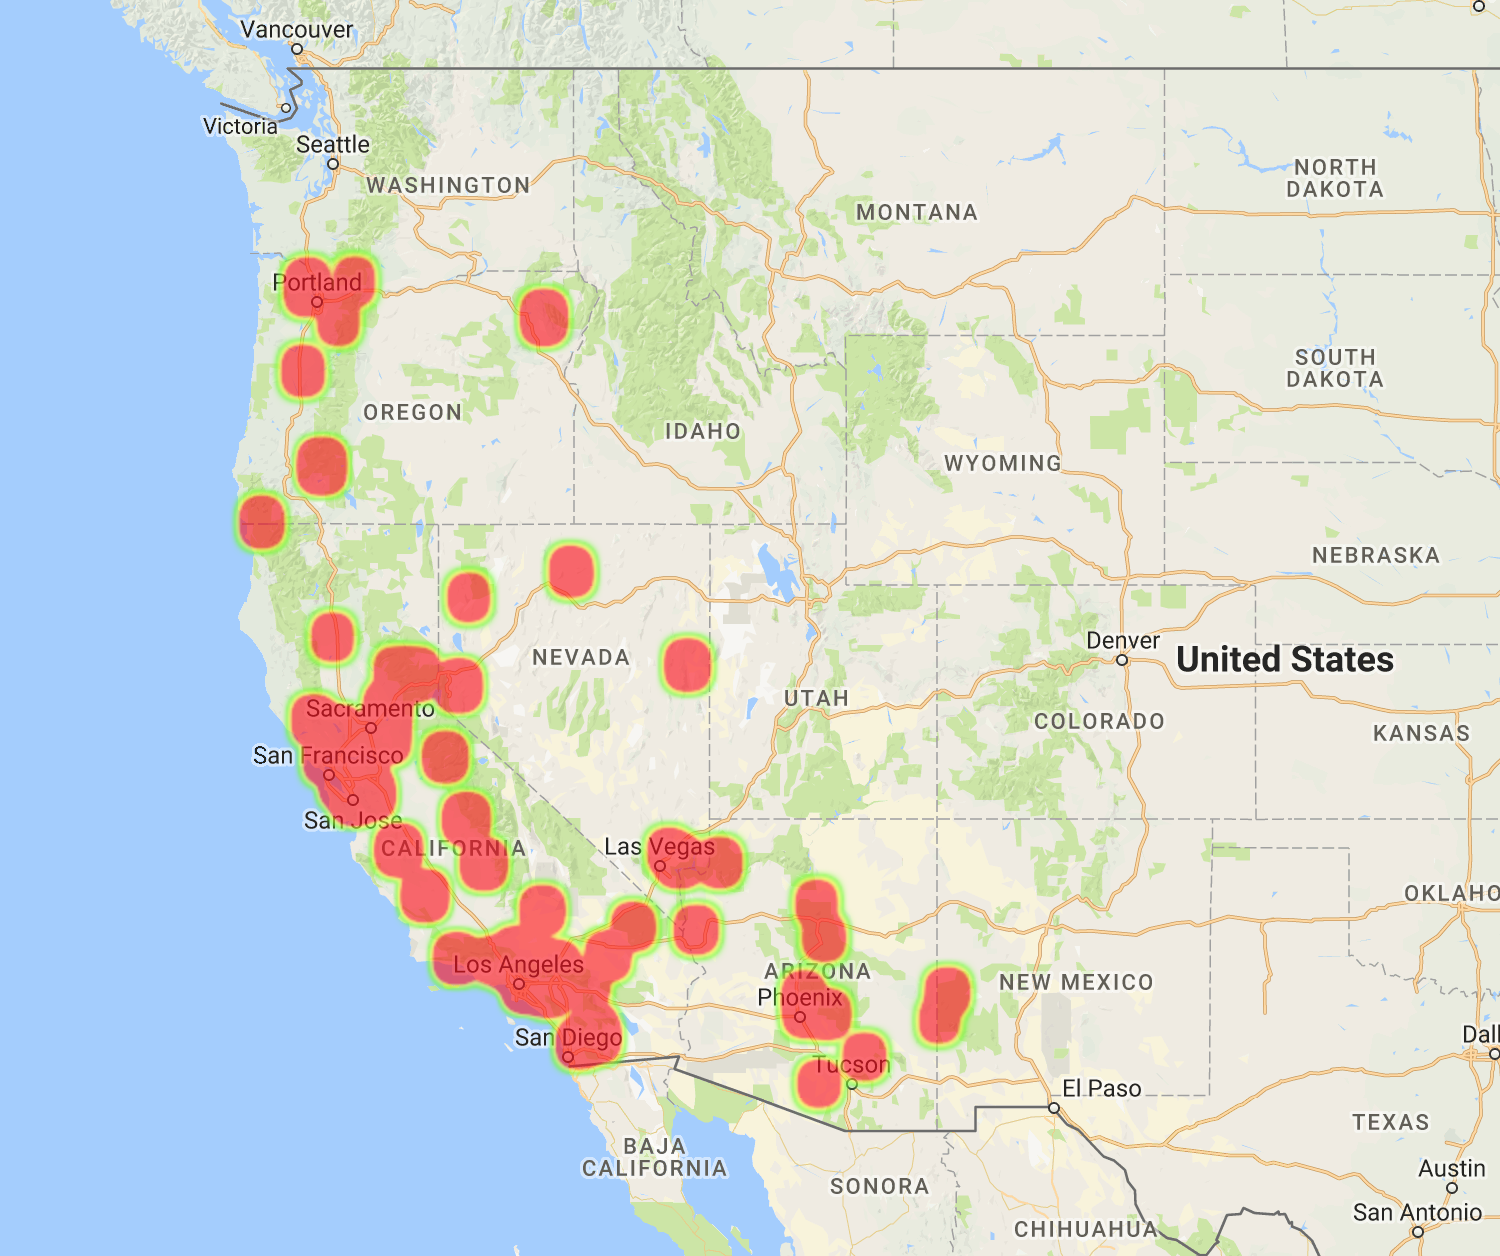 Vancouver
Victoria
Seattle
WASHINGTON
MONTANA
NORTH
DAKOTA
Portland
SOUTH
DAKOTA
OREGON
IDAHO
WYOMING
NEBRASKA
NEVADA
Denver
United States
UTAH
COLORADO
KANSAS
Sacramento
San Francisco
San Jose
CALIFORNIA
Las Vegas
OKLAHO
Los Angeles
ARIZONA
Phoenix
NEW MEXICO
San Diego
Dall
Tucson
El Paso
TEXAS
BAJA
CALIFORNIA
Austin
SONORA
San Antonio
CHIHUAHUA